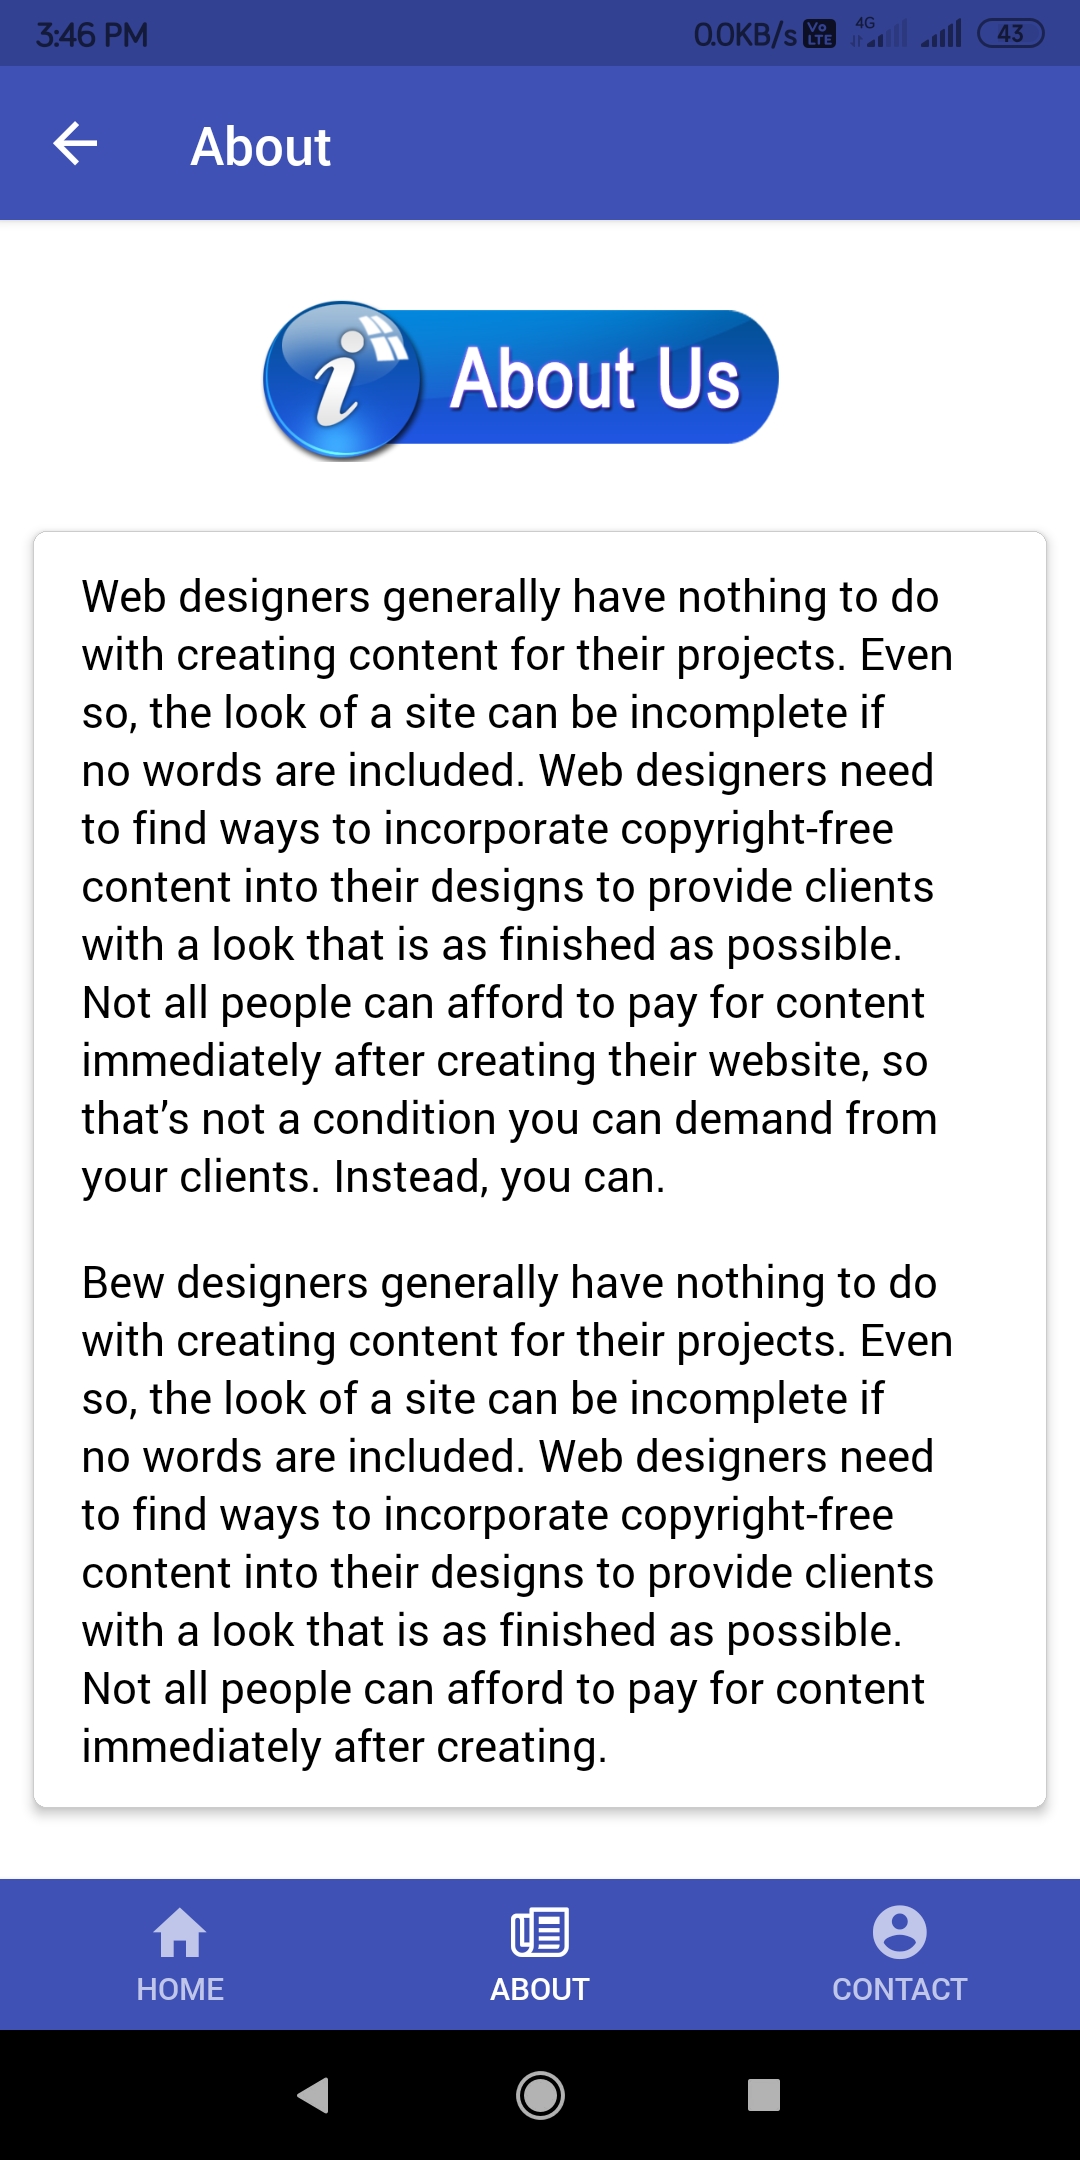 3:46 PM 0.0KB/s Vo LTE 4G 43
About
i About Us
Web designers generally have nothing to do
with creating content for their projects. Even
so, the look of a site can be incomplete if
no words are included. Web designers need
to find ways to incorporate copyright-free
content into their designs to provide clients
with a look that is as finished as possible.
Not all people can afford to pay for content
immediately after creating their website, so
that’s not a condition you can demand from
your clients. Instead, you can.
Bew designers generally have nothing to do
with creating content for their projects. Even
so, the look of a site can be incomplete if
no words are included. Web designers need
to find ways to incorporate copyright-free
content into their designs to provide clients
with a look that is as finished as possible.
Not all people can afford to pay for content
immediately after creating.
HOME ABOUT CONTACT